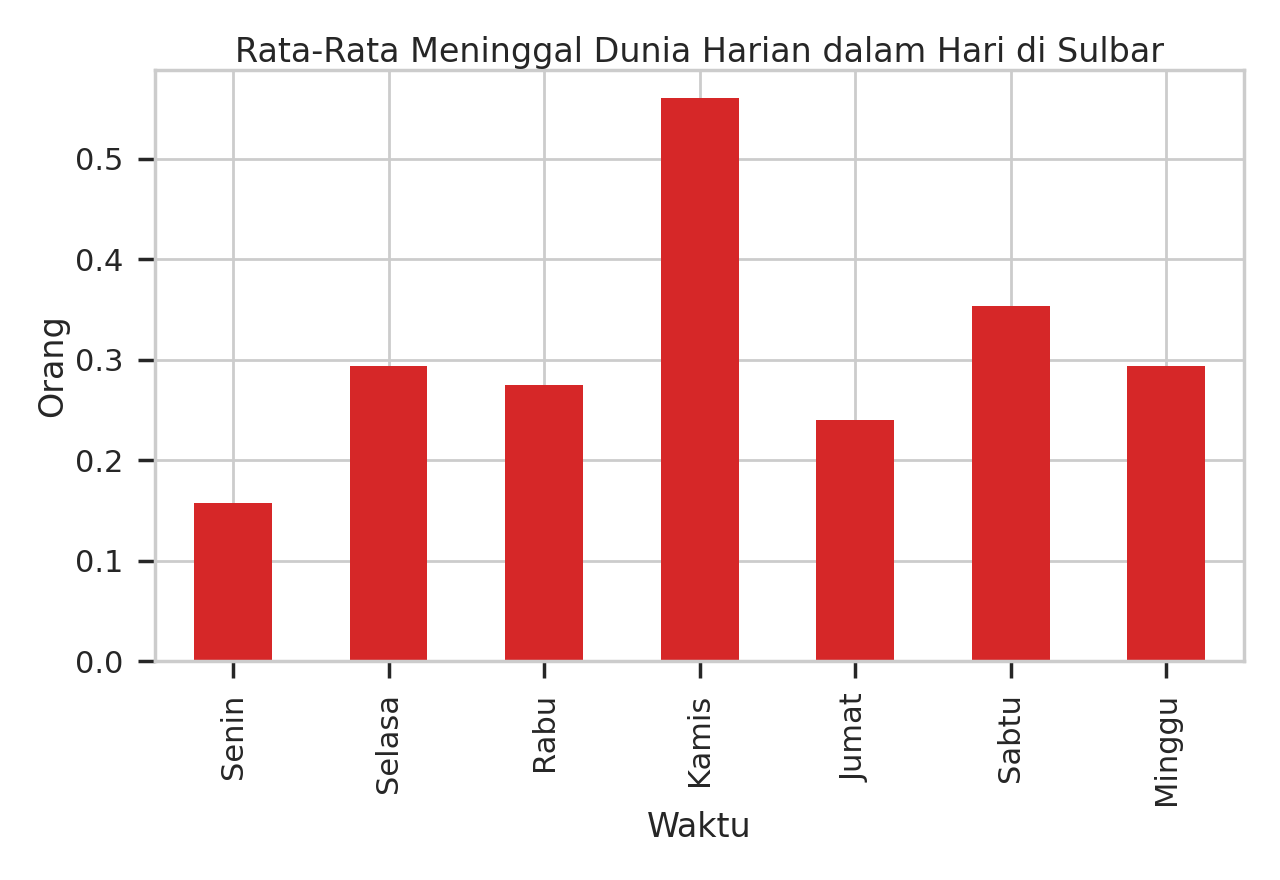 Rata-Rata Meninggal Dunia Harian dalam Hari di Sulbar
Orang
0.5
0.4
0.3
0.2
0.1
0.0
Senin
Selasa
Rabu
Kamis
Jumat
Sabtu
Minggu
Waktu